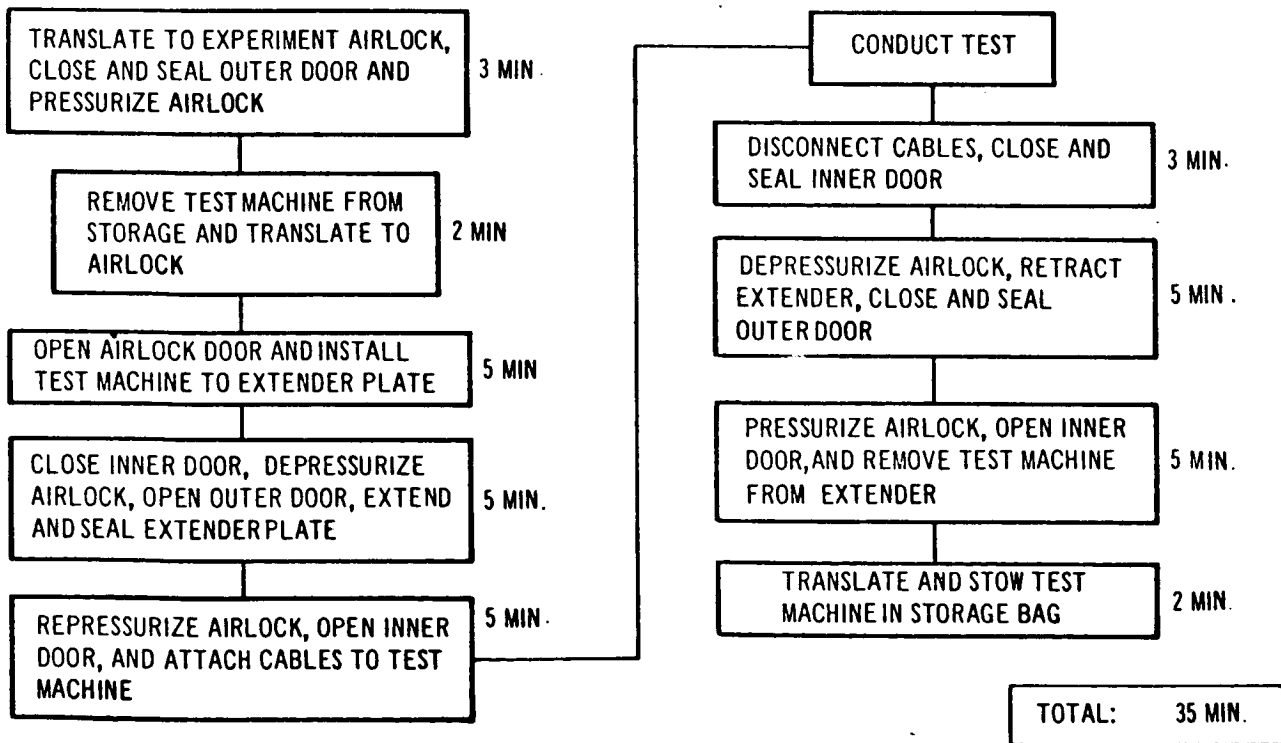 TRANSLATE TO EXPERIMENT AIRLOCK,
CLOSE AND SEAL OUTER DOOR AND
PRESSURIZE AIRLOCK
3 MIN.
REMOVE TEST MACHINE FROM
STORAGE AND TRANSLATE TO
AIRLOCK
2 MIN
OPEN AIRLOCK DOOR AND INSTALL
TEST MACHINE TO EXTENDER PLATE
5 MIN
CLOSE INNER DOOR, DEPRESSURIZE
AIRLOCK, OPEN OUTER DOOR, EXTEND
AND SEAL EXTENDER PLATE
5 MIN.
REPRESSURIZE AIRLOCK, OPEN INNER
DOOR, AND ATTACH CABLES TO TEST
MACHINE
5 MIN.
CONDUCT TEST
DISCONNECT CABLES, CLOSE AND
SEAL INNER DOOR
3 MIN.
DEPRESSURIZE AIRLOCK, RETRACT
EXTENDER, CLOSE AND SEAL
OUTER DOOR
5 MIN.
PRESSURIZE AIRLOCK, OPEN INNER
DOOR, AND REMOVE TEST MACHINE
FROM EXTENDER
5 MIN.
TRANSLATE AND STOW TEST
MACHINE IN STORAGE BAG
2 MIN.
TOTAL: 35 MIN.